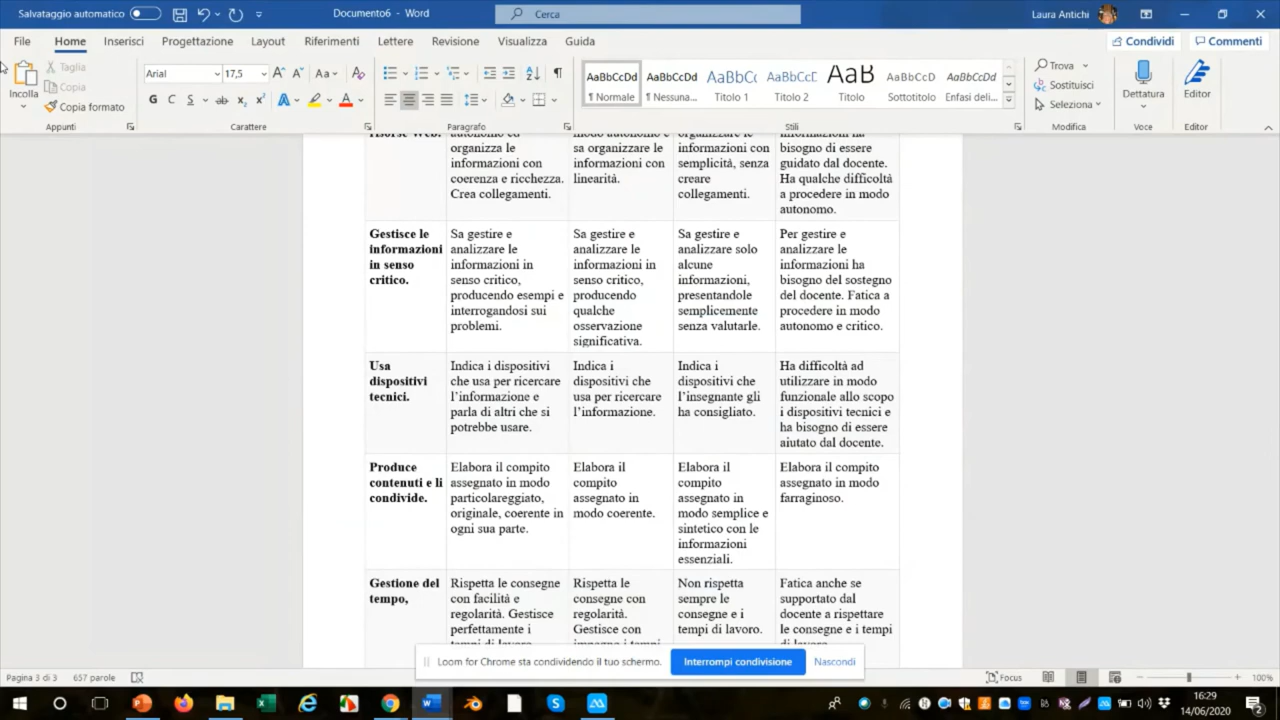 Salvataggio automatico
Documento6 - Word
Cerca
Laura Antichi
File Home Inserisci Progettazione Layout Riferimenti Lettere Revisione Visualizza Guida
Condividi Commenti
Incolla
Taglia
Copia
Copia formato
Appunti
Arial 17,5
Carattere
Paragrafo
AaBbCcDd AaBbCcDd AaBbCc AaBbCcC AaB AaBbCcD AaBbCcDd
¶ Normale ¶ Nessuna... Titolo 1 Titolo 2 Titolo Sottotitolo Enfasi deli...
Stili
Trova
Sostituisci
Seleziona
Modifica
Dettatura
Voce
Editor
Editor
organizza le
informazioni con
coerenza e ricchezza.
Crea collegamenti.
sa organizzare le
informazioni con
linearità.
organizzare le
informazioni con
semplicità, senza
creare
collegamenti.
informazioni ha
bisogno di essere
guidato dal docente.
Ha qualche difficoltà
a procedere in modo
autonomo.
Gestisce le
informazioni
in senso
critico.
Sa gestire e
analizzare le
informazioni in
senso critico,
producendo esempi e
interrogandosi sui
problemi.
Sa gestire e
analizzare le
informazioni in
senso critico,
producendo
qualche
osservazione
significativa.
Sa gestire e
analizzare solo
alcune
informazioni,
presentandole
semplicemente
senza valutarle.
Per gestire e
analizzare le
informazioni ha
bisogno del sostegno
del docente. Fatica a
procedere in modo
autonomo e critico.
Usa
dispositivi
tecnici.
Indica i dispositivi
che usa per ricercare
l’informazione e
parla di altri che si
potrebbe usare.
Indica i
dispositivi che
usa per ricercare
l’informazione.
Indica i
dispositivi che
l’insegnante gli
ha consigliato.
Ha difficoltà ad
utilizzare in modo
funzionale allo scopo
i dispositivi tecnici e
ha bisogno di essere
aiutato dal docente.
Produce
contenuti e li
condivide.
Elabora il compito
assegnato in modo
particolareggiato,
originale, coerente in
ogni sua parte.
Elabora il
compito
assegnato in
modo coerente.
Elabora il
compito
assegnato in
modo semplice e
sintetico con le
informazioni
essenziali.
Elabora il compito
assegnato in modo
farraginoso.
Gestione del
tempo,
Rispetta le consegne
con facilità e
regolarità. Gestisce
perfettamente i
Rispetta le
consegne con
regolarità.
Gestisce con
Non rispetta
sempre le
consegne e i
tempi di lavoro.
Fatica anche se
supportato dal
docente a rispettare
le consegne e i tempi
Loom for Chrome sta condividendo il tuo schermo.
Interrompi condivisione
Nascondi
Pagina 3 di 3 657 parole
Focus
100%
16:29
14/06/2020